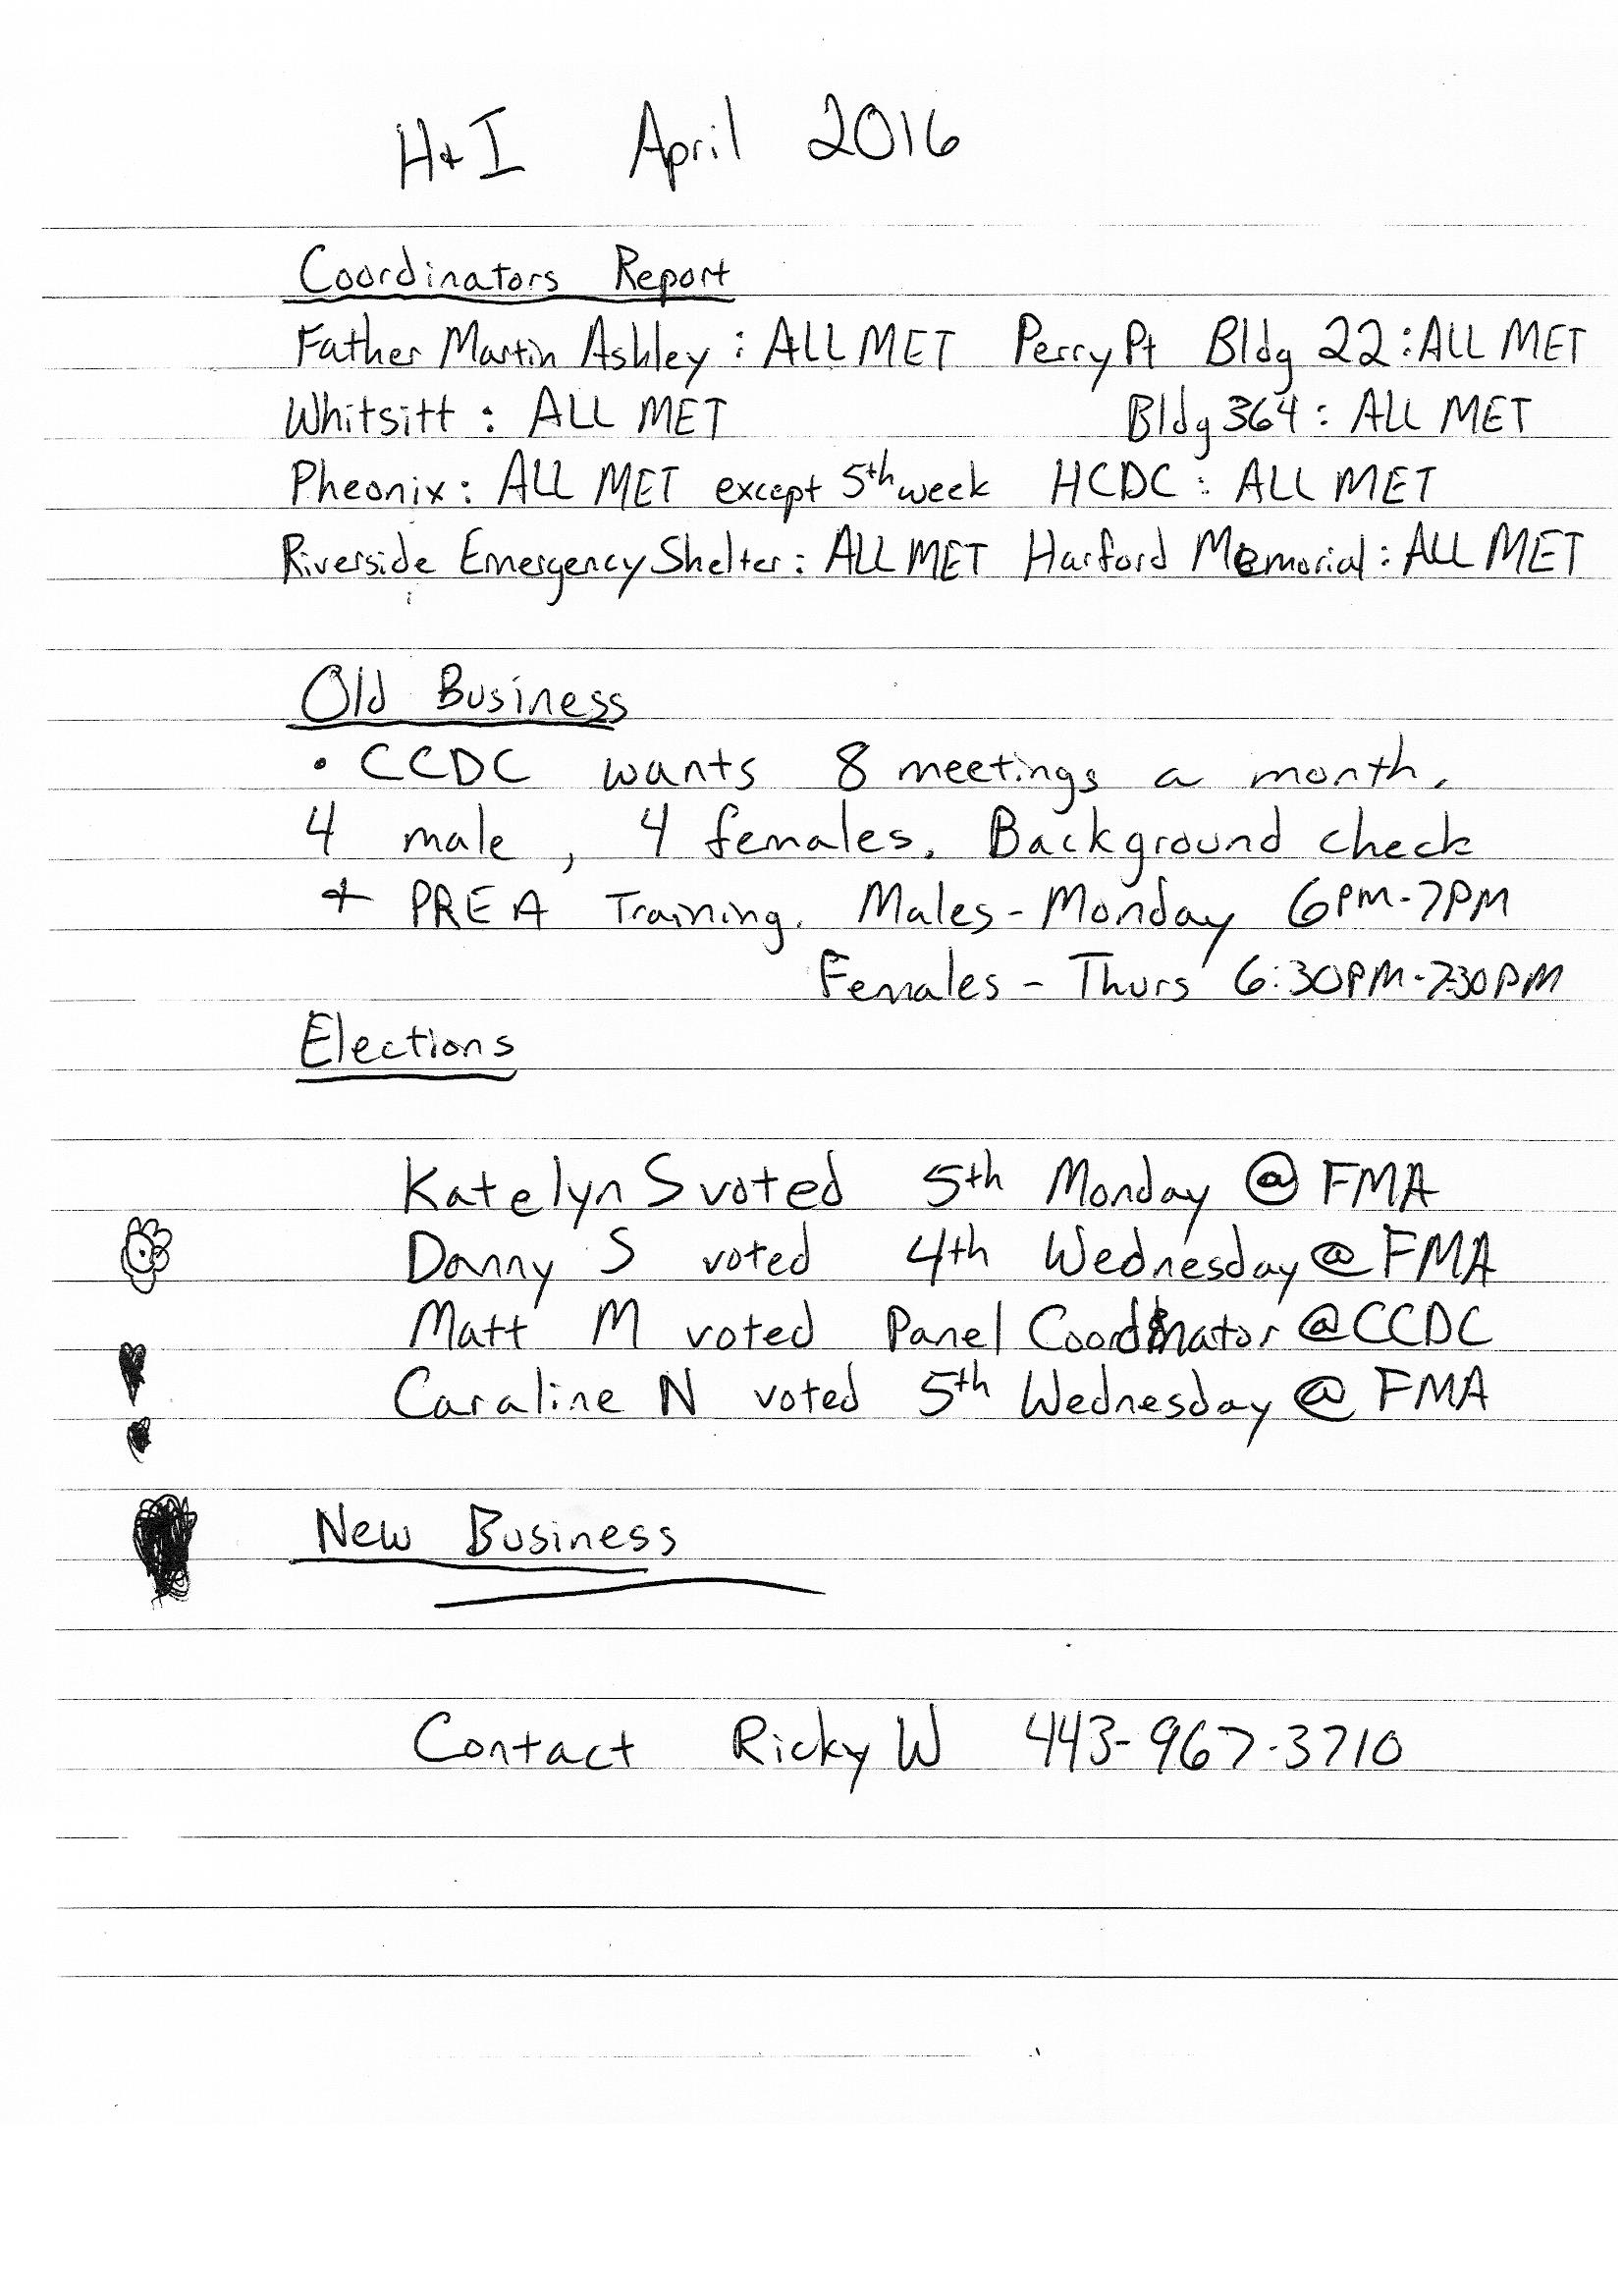 H+I April 2016
Coordinators Report
Father Martin Ashley : ALL MET Perry Pt Bldg 22 : ALL MET
Whitsitt : ALL MET Bldg 364 : ALL MET
Pheonix : ALL MET except 5th week HCDC : ALL MET
Riverside Emergency Shelter : ALL MET Harford Memorial : ALL MET
Old Business
• CCDC wants 8 meetings a month.
4 male , 4 females. Background check
+ PREA Training. Males - Monday 6PM-7PM
Females - Thurs 6:30PM-730PM
Elections
Katelyn S voted 5th Monday @ FMA
Danny S voted 4th Wednesday @ FMA
Matt M voted Panel Coordinator @ CCDC
Caraline N voted 5th Wednesday @ FMA
New Business
Contact Ricky W 443-967-3710